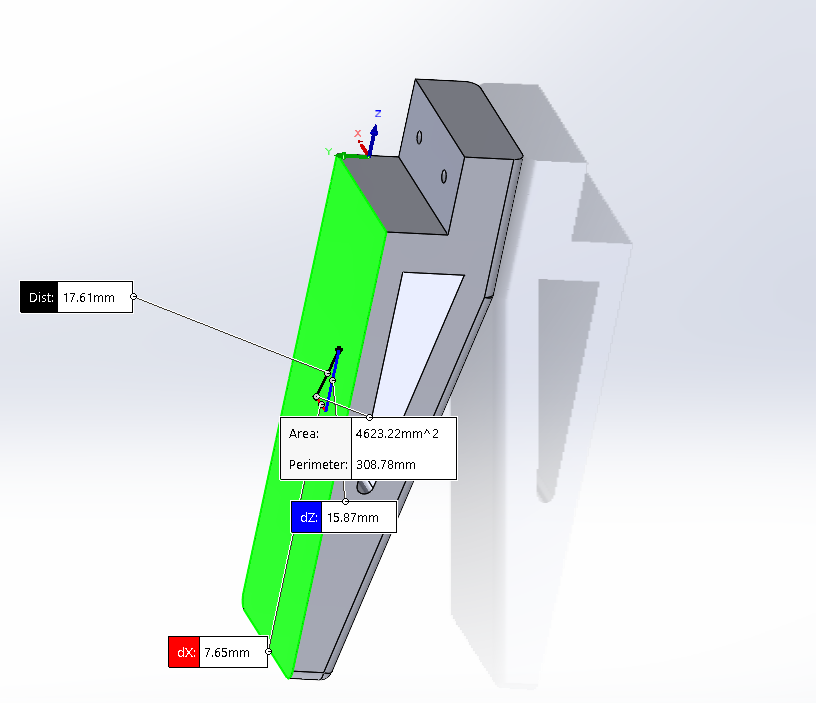 Z
X
Y
Dist: 17.61mm
Area: 4623.22mm^2
Perimeter: 308.78mm
dZ: 15.87mm
dX: 7.65mm